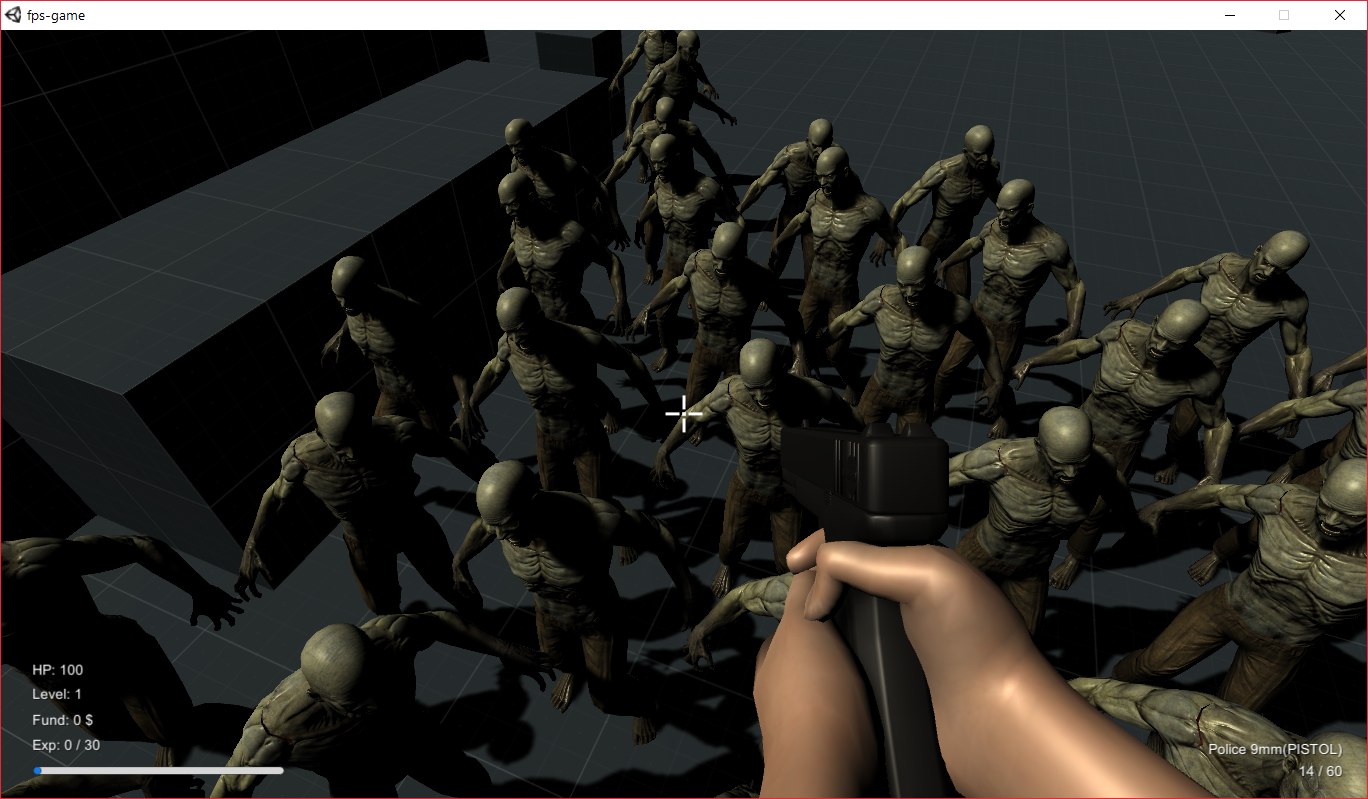 fps-game
HP: 100
Level: 1
Fund: 0 $
Exp: 0 / 30
Police 9mm(PISTOL)
14 / 60